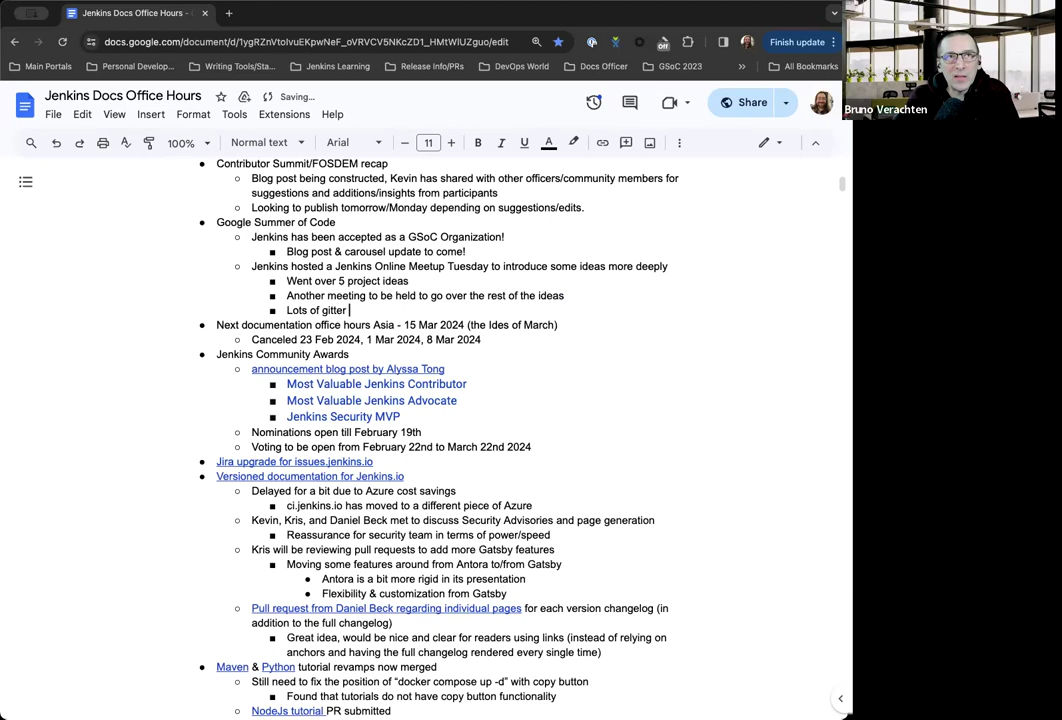 Jenkins Docs Office Hours -
docs.google.com/document/d/1ygRZnVtoIvuEKpwNeF_oVRVCV5NKcZD1_HMtWlUZguo/edit
Off
Finish update
Main Portals
Personal Develop...
Writing Tools/Sta...
Jenkins Learning
Release Info/PRs
DevOps World
Docs Officer
GSoC 2023
All Bookmarks
Bruno Verachten
Jenkins Docs Office Hours
Saving...
File Edit View Insert Format Tools Extensions Help
Share
100% Normal text Arial 11 B I U A
● Contributor Summit/FOSDEM recap
○ Blog post being constructed, Kevin has shared with other officers/community members for
suggestions and additions/insights from participants
○ Looking to publish tomorrow/Monday depending on suggestions/edits.
● Google Summer of Code
○ Jenkins has been accepted as a GSoC Organization!
■ Blog post & carousel update to come!
○ Jenkins hosted a Jenkins Online Meetup Tuesday to introduce some ideas more deeply
■ Went over 5 project ideas
■ Another meeting to be held to go over the rest of the ideas
■ Lots of gitter
● Next documentation office hours Asia - 15 Mar 2024 (the Ides of March)
○ Canceled 23 Feb 2024, 1 Mar 2024, 8 Mar 2024
● Jenkins Community Awards
○ announcement blog post by Alyssa Tong
■ Most Valuable Jenkins Contributor
■ Most Valuable Jenkins Advocate
■ Jenkins Security MVP
○ Nominations open till February 19th
○ Voting to be open from February 22nd to March 22nd 2024
● Jira upgrade for issues.jenkins.io
● Versioned documentation for Jenkins.io
○ Delayed for a bit due to Azure cost savings
■ ci.jenkins.io has moved to a different piece of Azure
○ Kevin, Kris, and Daniel Beck met to discuss Security Advisories and page generation
■ Reassurance for security team in terms of power/speed
○ Kris will be reviewing pull requests to add more Gatsby features
■ Moving some features around from Antora to/from Gatsby
● Antora is a bit more rigid in its presentation
● Flexibility & customization from Gatsby
○ Pull request from Daniel Beck regarding individual pages for each version changelog (in
addition to the full changelog)
■ Great idea, would be nice and clear for readers using links (instead of relying on
anchors and having the full changelog rendered every single time)
● Maven & Python tutorial revamps now merged
○ Still need to fix the position of “docker compose up -d” with copy button
■ Found that tutorials do not have copy button functionality
○ NodeJs tutorial PR submitted